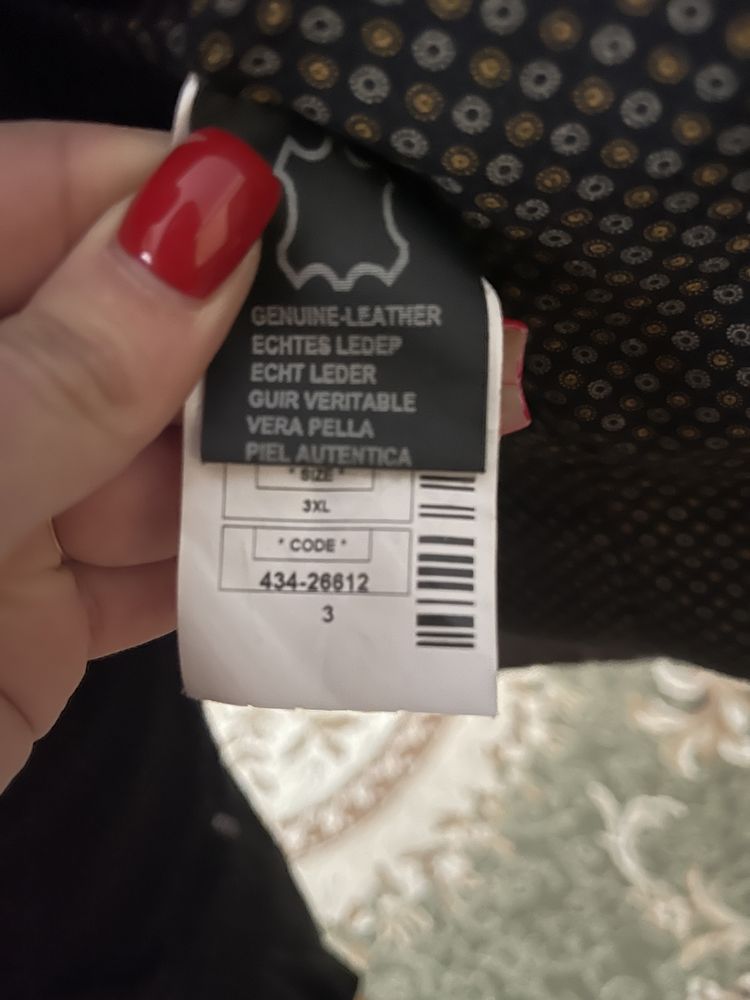 GENUINE-LEATHER
ECHTES LEDEP
ECHT LEDER
GUIR VERITABLE
VERA PELLA
PIEL AUTENTICA
* SIZE *
3XL
* CODE *
434-26612
3